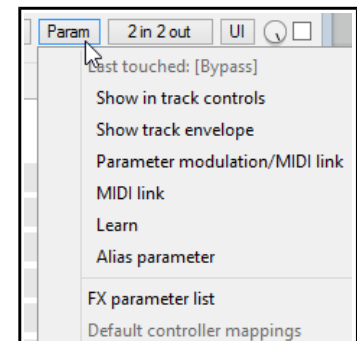 Param 2 in 2 out UI
Last touched: [Bypass]
Show in track controls
Show track envelope
Parameter modulation/MIDI link
MIDI link
Learn
Alias parameter
FX parameter list
Default controller mappings